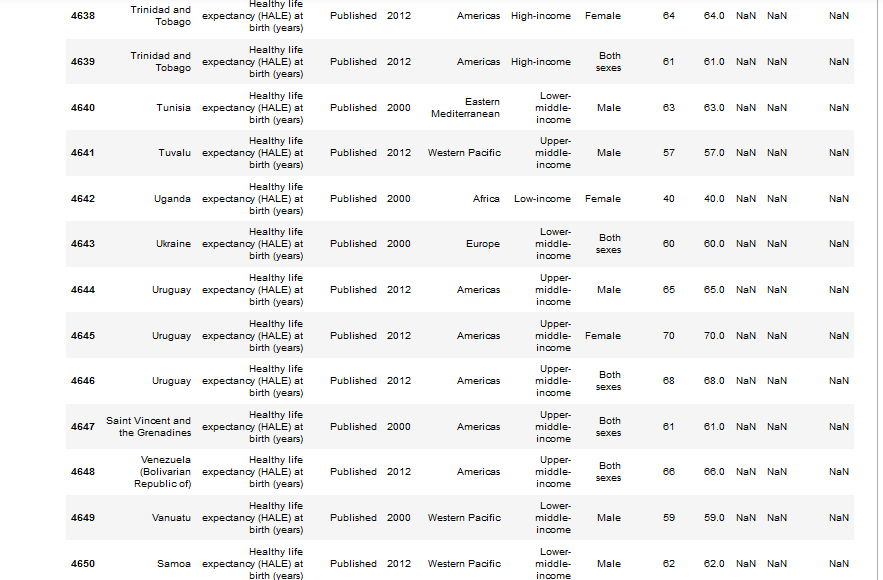 4638 Trinidad and Tobago Healthy life expectancy (HALE) at birth (years) Published 2012 Americas High-income Female 64 64.0 NaN NaN NaN
4639 Trinidad and Tobago Healthy life expectancy (HALE) at birth (years) Published 2012 Americas High-income Both sexes 61 61.0 NaN NaN NaN
4640 Tunisia Healthy life expectancy (HALE) at birth (years) Published 2000 Eastern Mediterranean Lower-middle-income Male 63 63.0 NaN NaN NaN
4641 Tuvalu Healthy life expectancy (HALE) at birth (years) Published 2012 Western Pacific Upper-middle-income Male 57 57.0 NaN NaN NaN
4642 Uganda Healthy life expectancy (HALE) at birth (years) Published 2000 Africa Low-income Female 40 40.0 NaN NaN NaN
4643 Ukraine Healthy life expectancy (HALE) at birth (years) Published 2000 Europe Lower-middle-income Both sexes 60 60.0 NaN NaN NaN
4644 Uruguay Healthy life expectancy (HALE) at birth (years) Published 2012 Americas Upper-middle-income Male 65 65.0 NaN NaN NaN
4645 Uruguay Healthy life expectancy (HALE) at birth (years) Published 2012 Americas Upper-middle-income Female 70 70.0 NaN NaN NaN
4646 Uruguay Healthy life expectancy (HALE) at birth (years) Published 2012 Americas Upper-middle-income Both sexes 68 68.0 NaN NaN NaN
4647 Saint Vincent and the Grenadines Healthy life expectancy (HALE) at birth (years) Published 2000 Americas Upper-middle-income Both sexes 61 61.0 NaN NaN NaN
4648 Venezuela (Bolivarian Republic of) Healthy life expectancy (HALE) at birth (years) Published 2012 Americas Upper-middle-income Both sexes 66 66.0 NaN NaN NaN
4649 Vanuatu Healthy life expectancy (HALE) at birth (years) Published 2000 Western Pacific Lower-middle-income Male 59 59.0 NaN NaN NaN
4650 Samoa Healthy life expectancy (HALE) at birth (years) Published 2012 Western Pacific Lower-middle-income Male 62 62.0 NaN NaN NaN